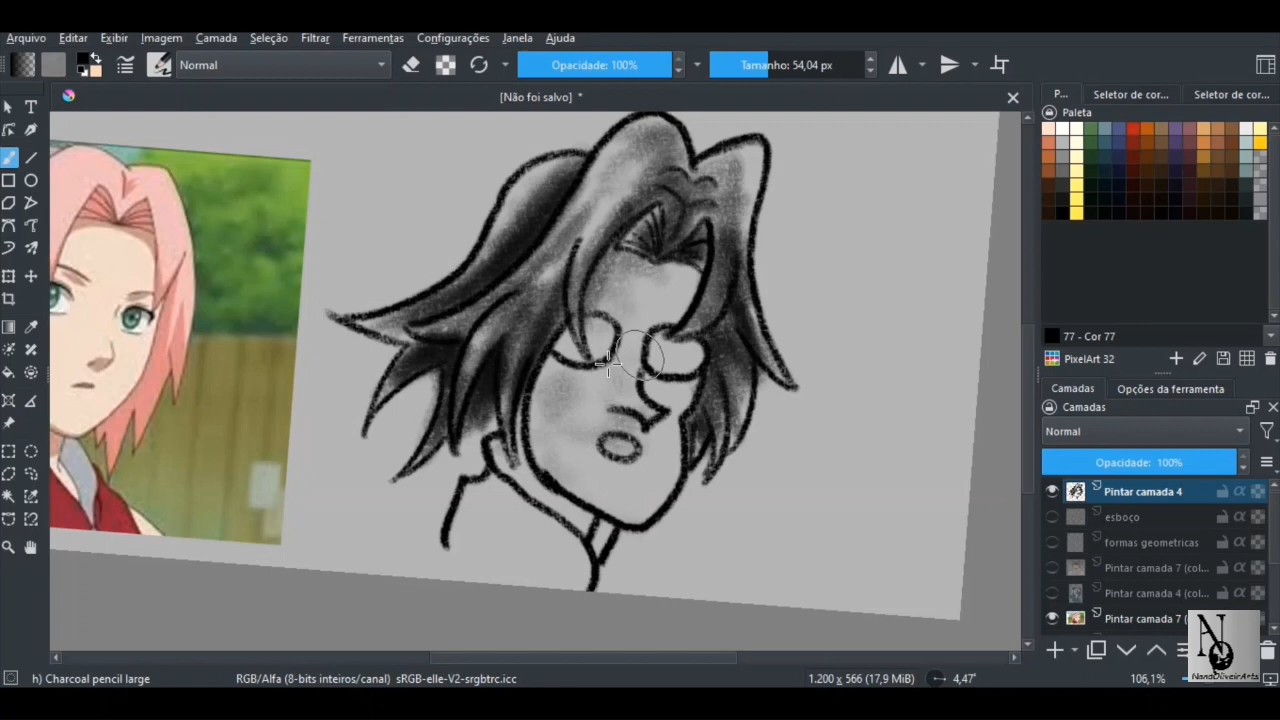 Arquivo Editar Exibir Imagem Camada Seleção Filtrar Ferramentas Configurações Janela Ajuda
Normal Opacidade: 100% Tamanho: 54,04 px
[Não foi salvo] *
P... Seletor de cor... Seletor de cor...
Paleta
77 - Cor 77
PixelArt 32
Camadas Opções da ferramenta
Camadas
Normal
Opacidade: 100%
Pintar camada 4
esboço
formas geometricas
Pintar camada 7 (col...
Pintar camada 4 (co...
Pintar camada 7 (
NandOliveirArts
h) Charcoal pencil large RGB/Alfa (8-bits inteiros/canal) sRGB-elle-V2-srgbtrc.icc 1.200 x 566 (17,9 MiB) 4,47° 106,1%